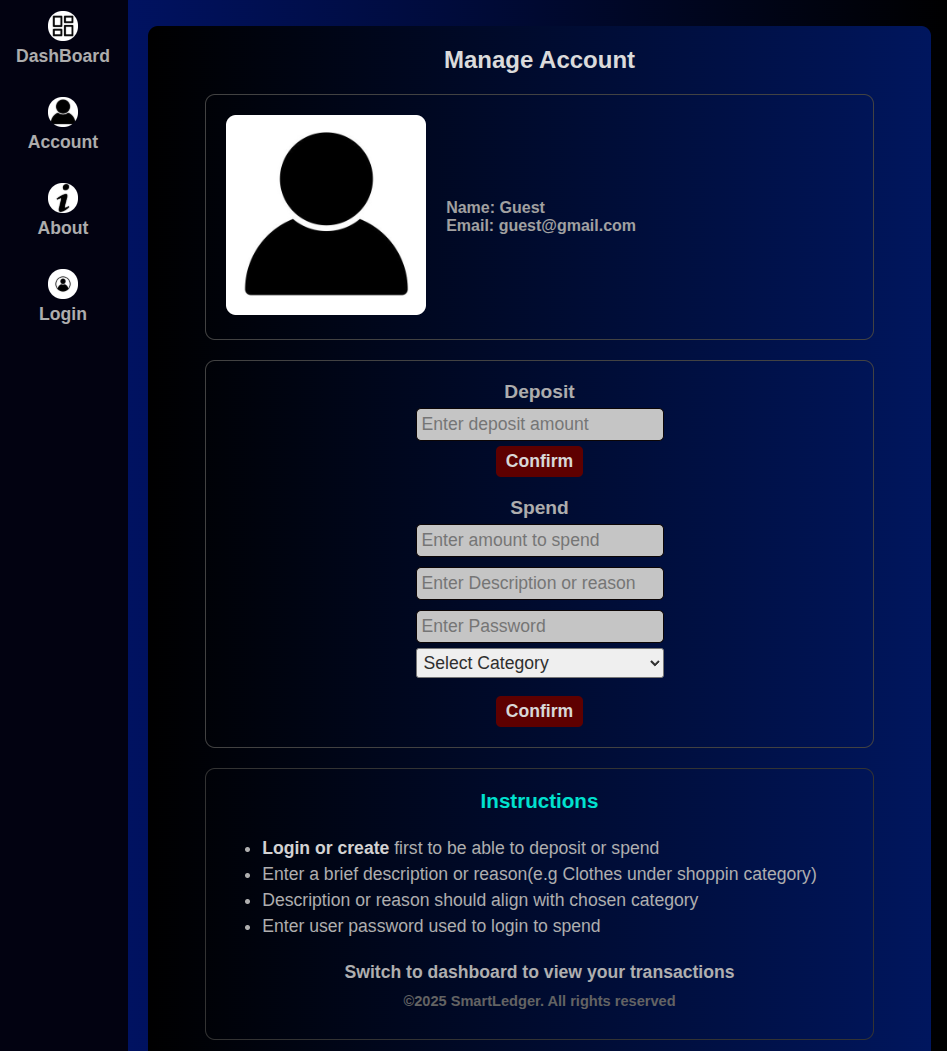 DashBoard
Account
About
Login
Manage Account
Name: Guest
Email: guest@gmail.com
Deposit
Enter deposit amount
Confirm
Spend
Enter amount to spend
Enter Description or reason
Enter Password
Select Category
Confirm
Instructions
Login or create first to be able to deposit or spend
Enter a brief description or reason(e.g Clothes under shoppin category)
Description or reason should align with chosen category
Enter user password used to login to spend
Switch to dashboard to view your transactions
©2025 SmartLedger. All rights reserved